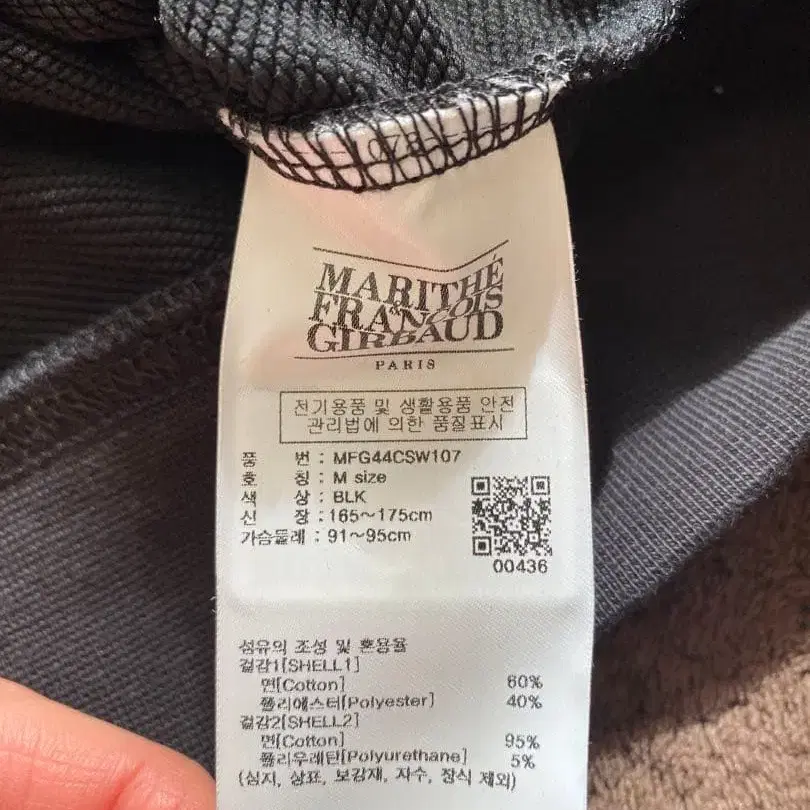 078
MARITHÉ
FRANÇOIS
GIRBAUD
PARIS
전기용품 및 생활용품 안전
관리법에 의한 품질표시
품 번 : MFG44CSW107
호 칭 : M size
색 상 : BLK
신 장 : 165~175cm
가슴둘레 : 91~95cm
00436
섬유의 조성 및 혼용율
겉감1[SHELL1]
면[Cotton] 60%
폴리에스터[Polyester] 40%
겉감2[SHELL2]
면[Cotton] 95%
폴리우레탄[Polyurethane] 5%
(심지, 상표, 보강재, 자수, 장식 제외)